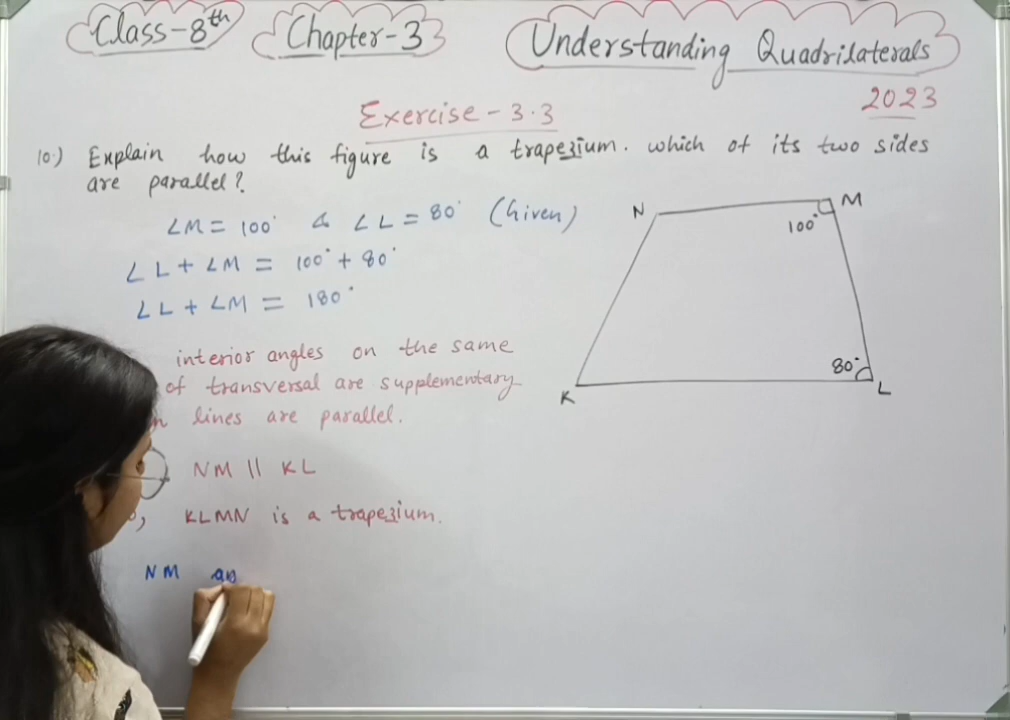 Class-8th Chapter-3 Understanding Quadrilaterals
2023
Exercise-3.3
10.) Explain how this figure is a trapezium. which of its two sides
are parallel?
∠M = 100° & ∠L = 80° (Given)
∠L + ∠M = 100° + 80°
∠L + ∠M = 180°
interior angles on the same
of transversal are supplementary
lines are parallel.
NM || KL
, KLMN is a trapezium.
NM
N
M
100°
80°
K
L